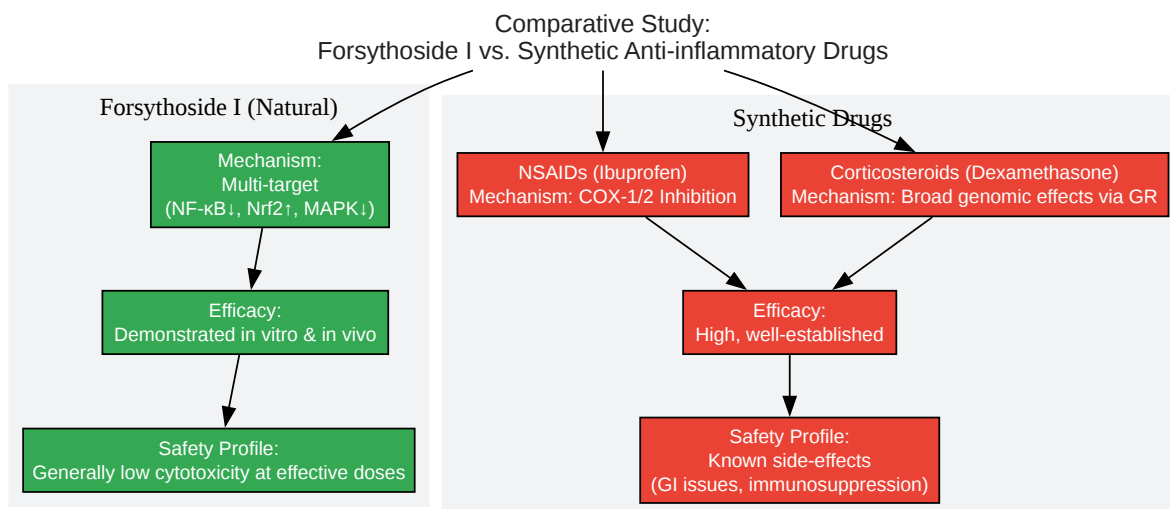 Comparative Study:
Forsythoside I vs. Synthetic Anti-inflammatory Drugs
Forsythoside I (Natural)
Mechanism:
Multi-target
(NF-κB↓, Nrf2↑, MAPK↓)
Efficacy:
Demonstrated in vitro & in vivo
Safety Profile:
Generally low cytotoxicity at effective doses
Synthetic Drugs
NSAIDs (Ibuprofen)
Mechanism: COX-1/2 Inhibition
Corticosteroids (Dexamethasone)
Mechanism: Broad genomic effects via GR
Efficacy:
High, well-established
Safety Profile:
Known side-effects
(GI issues, immunosuppression)